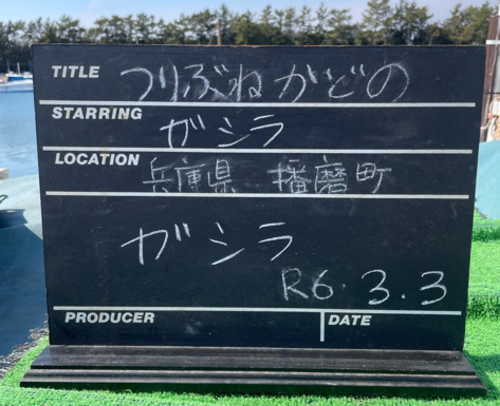 TITLE つりぶねかどの
STARRING ガシラ
LOCATION 兵庫県 播磨町
ガシラ
R6.3.3
PRODUCER DATE